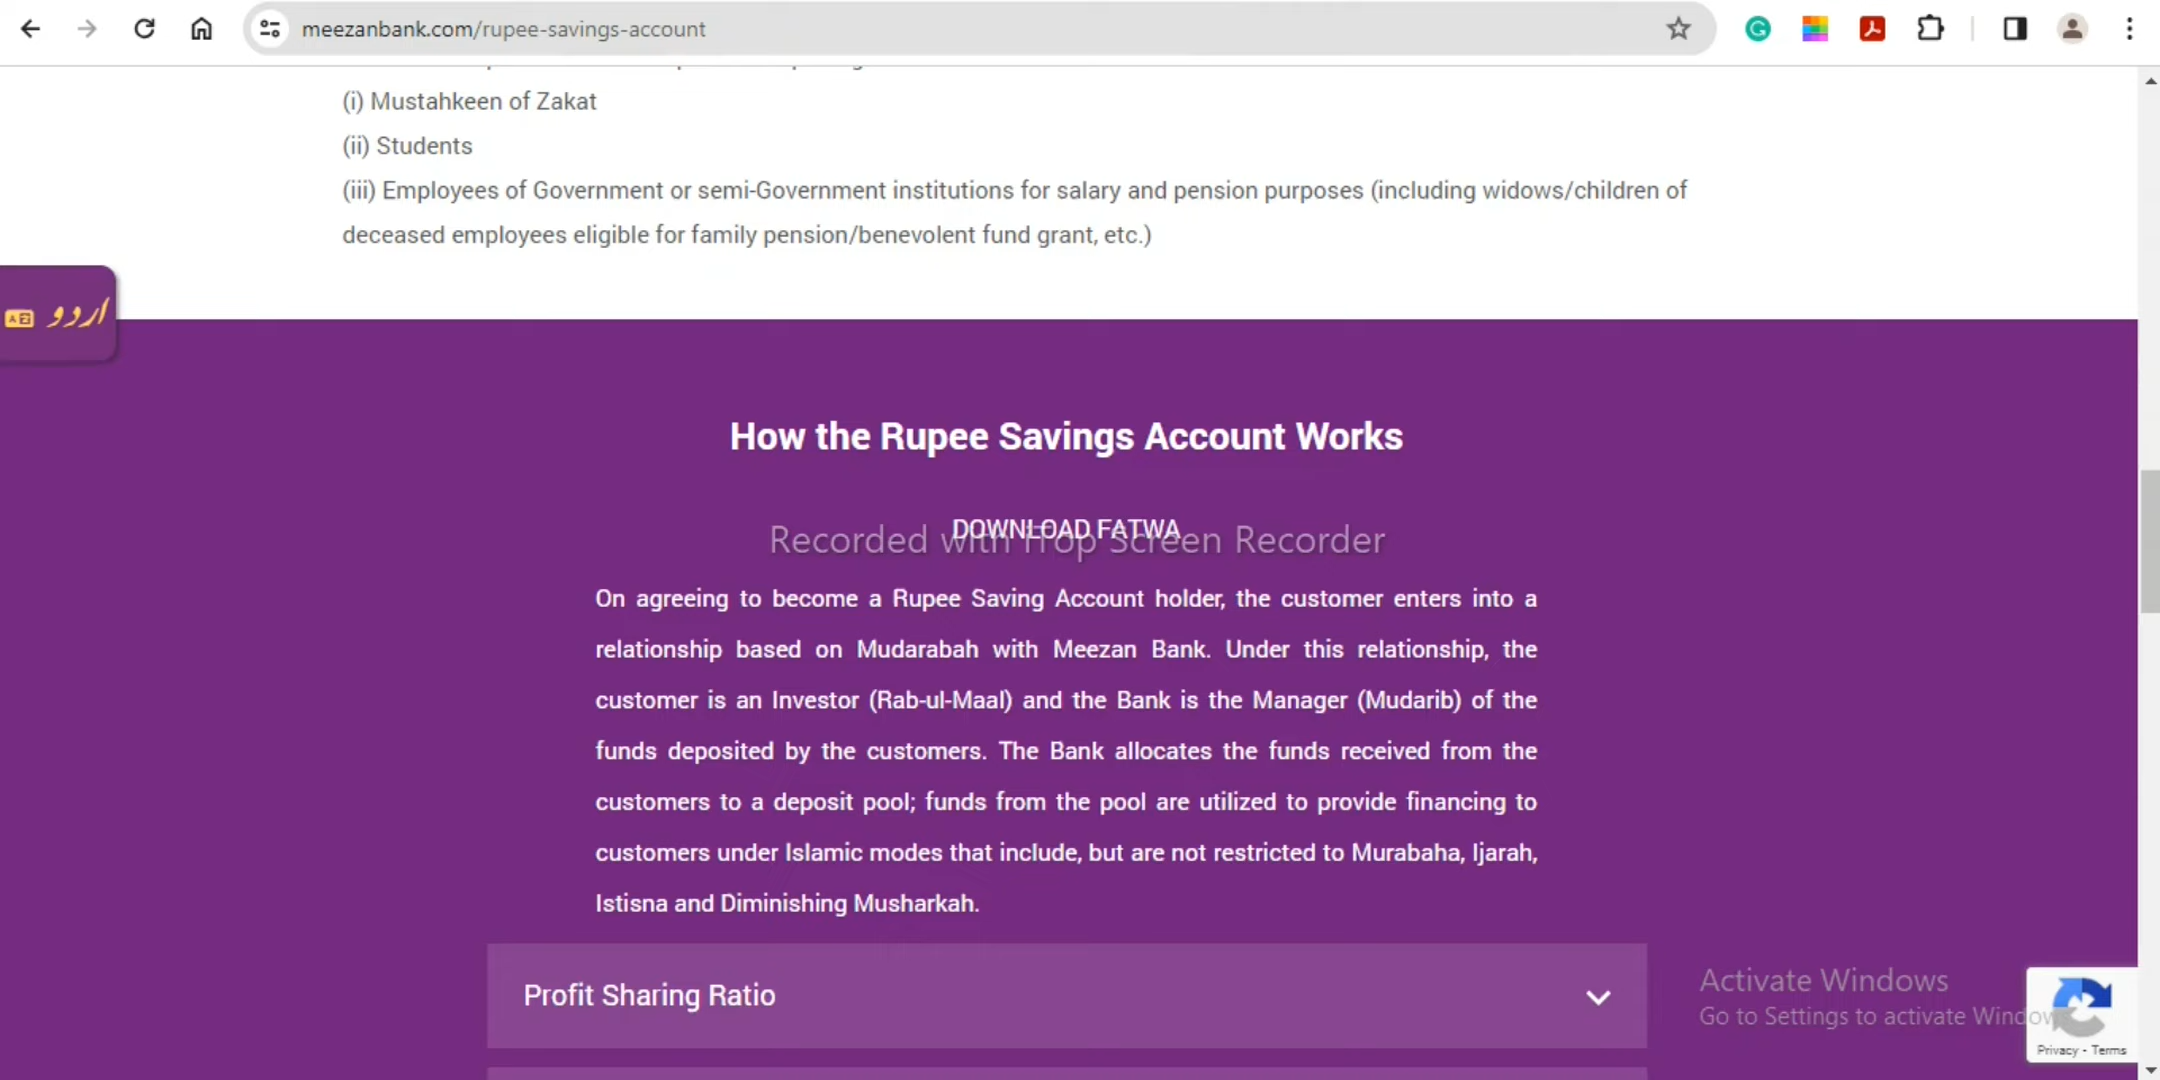 meezanbank.com/rupee-savings-account
(i) Mustahkeen of Zakat
(ii) Students
(iii) Employees of Government or semi-Government institutions for salary and pension purposes (including widows/children of
deceased employees eligible for family pension/benevolent fund grant, etc.)
اردو
How the Rupee Savings Account Works
DOWNLOAD FATWA
Recorded with iTop Screen Recorder
On agreeing to become a Rupee Saving Account holder, the customer enters into a
relationship based on Mudarabah with Meezan Bank. Under this relationship, the
customer is an Investor (Rab-ul-Maal) and the Bank is the Manager (Mudarib) of the
funds deposited by the customers. The Bank allocates the funds received from the
customers to a deposit pool; funds from the pool are utilized to provide financing to
customers under Islamic modes that include, but are not restricted to Murabaha, Ijarah,
Istisna and Diminishing Musharkah.
Profit Sharing Ratio
Activate Windows
Go to Settings to activate Windows
Privacy - Terms